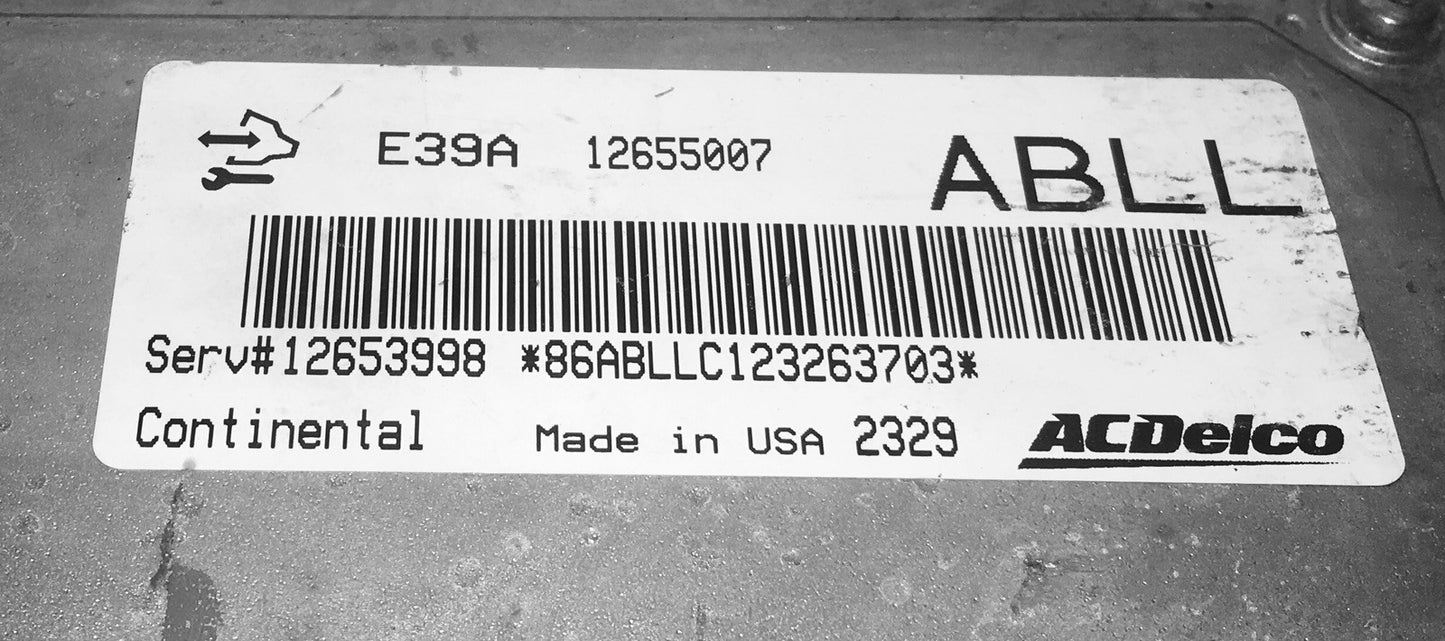 E39A 12655007 ABLL
Serv#12653998 *86ABLLC123263703*
Continental Made in USA 2329 ACDelco